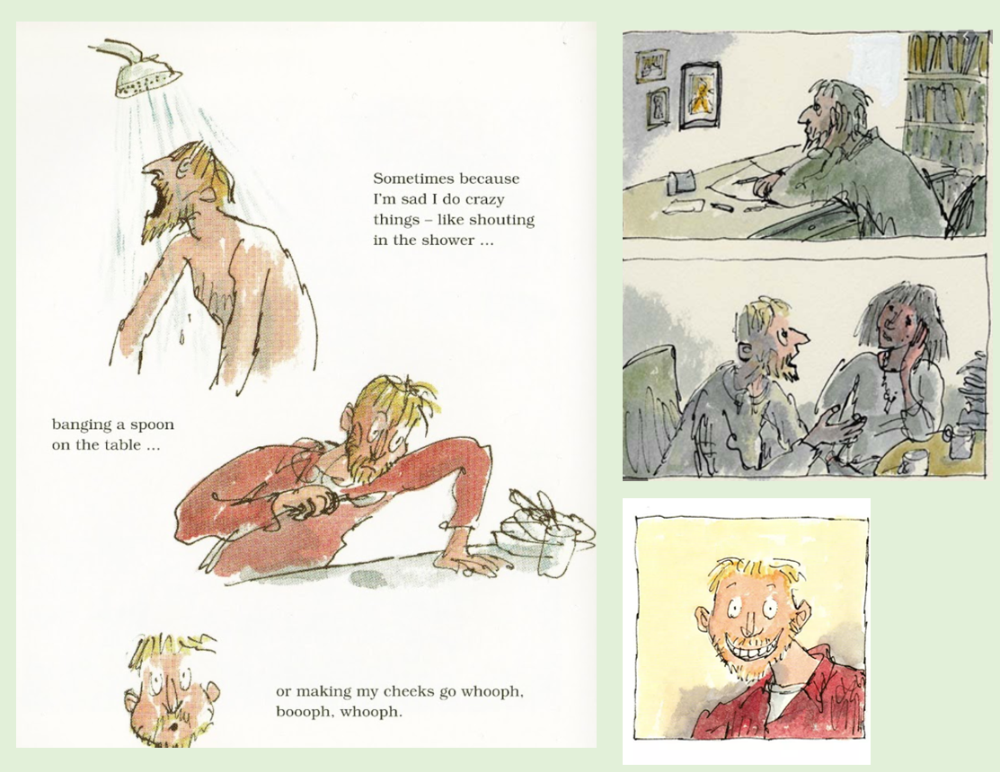 Sometimes because
I'm sad I do crazy
things – like shouting
in the shower ...
banging a spoon
on the table ...
or making my cheeks go whooph,
boooph, whooph.